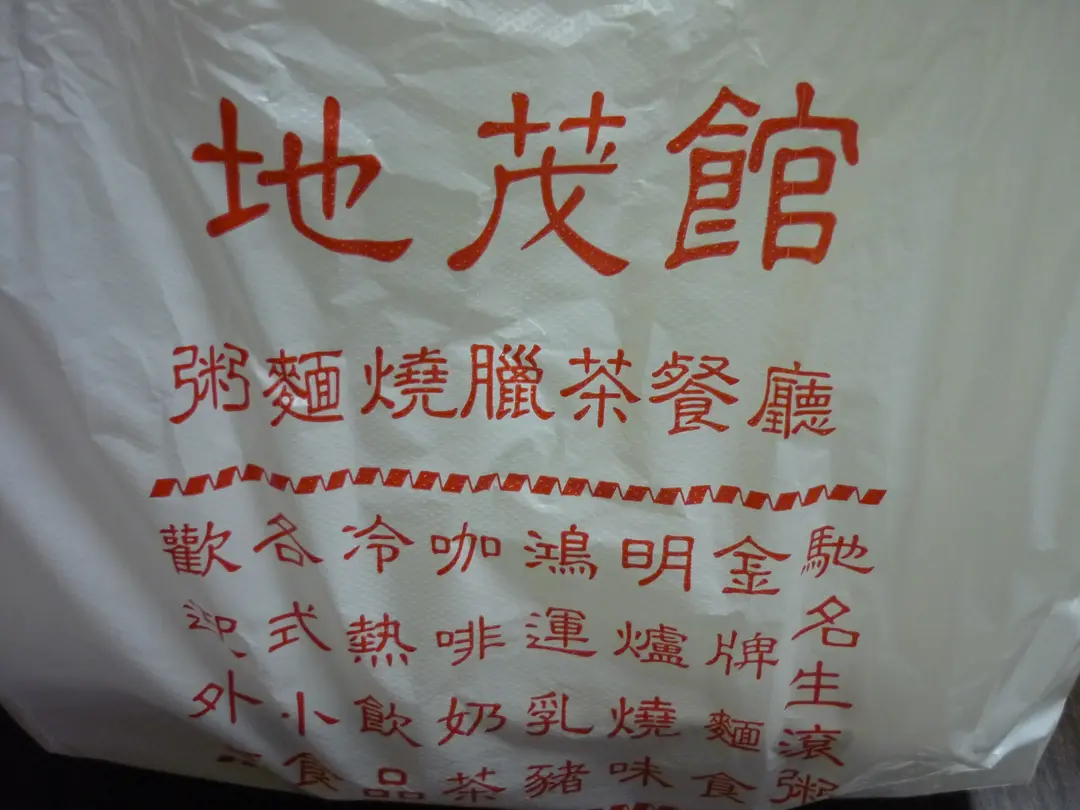 地茂館
粥麵燒臘茶餐廳
馳名生滾粥
金牌麵食
明爐燒味
鴻運乳豬
咖啡奶茶
冷熱飲品
各式小食
歡迎外